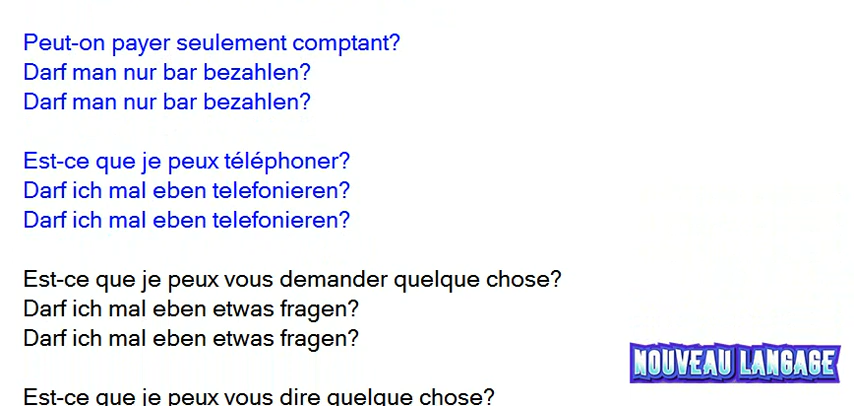 Peut-on payer seulement comptant?
Darf man nur bar bezahlen?
Darf man nur bar bezahlen?
Est-ce que je peux téléphoner?
Darf ich mal eben telefonieren?
Darf ich mal eben telefonieren?
Est-ce que je peux vous demander quelque chose?
Darf ich mal eben etwas fragen?
Darf ich mal eben etwas fragen?
NOUVEAU LANGAGE
Est-ce que je peux vous dire quelque chose?